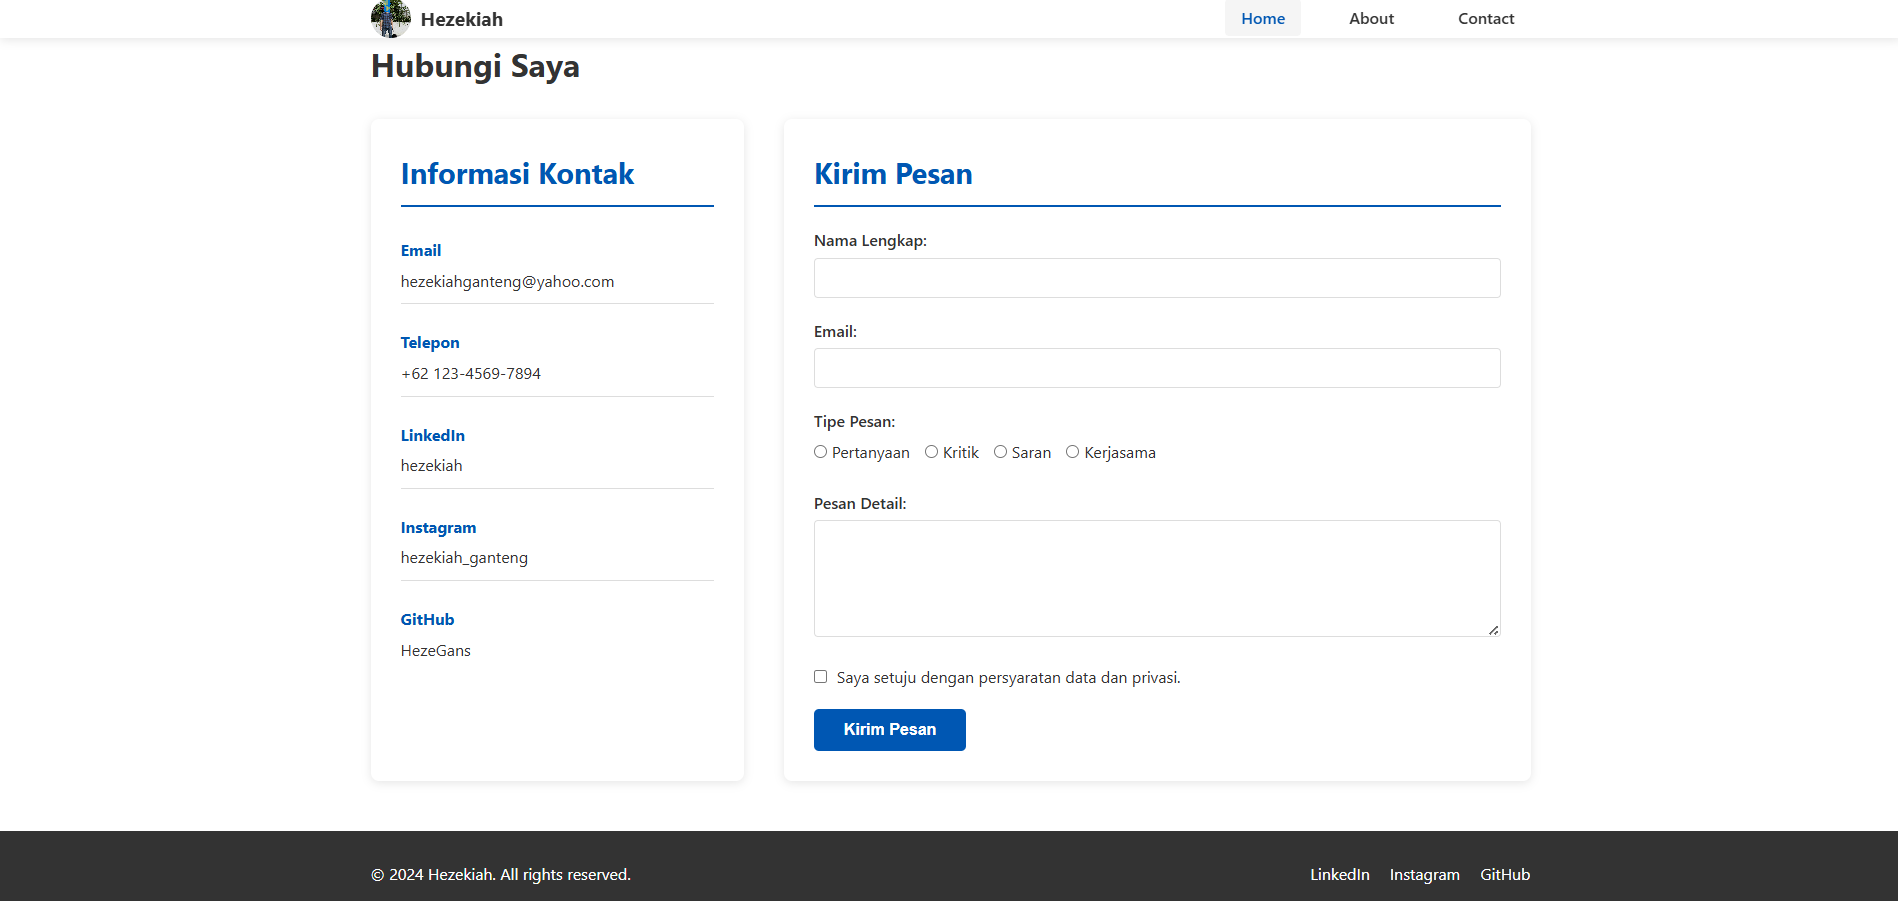 Hezekiah
Home About Contact
Hubungi Saya
Informasi Kontak
Email
hezekiahganteng@yahoo.com
Telepon
+62 123-4569-7894
LinkedIn
hezekiah
Instagram
hezekiah_ganteng
GitHub
HezeGans
Kirim Pesan
Nama Lengkap:
Email:
Tipe Pesan:
Pertanyaan Kritik Saran Kerjasama
Pesan Detail:
Saya setuju dengan persyaratan data dan privasi.
Kirim Pesan
© 2024 Hezekiah. All rights reserved.
LinkedIn Instagram GitHub